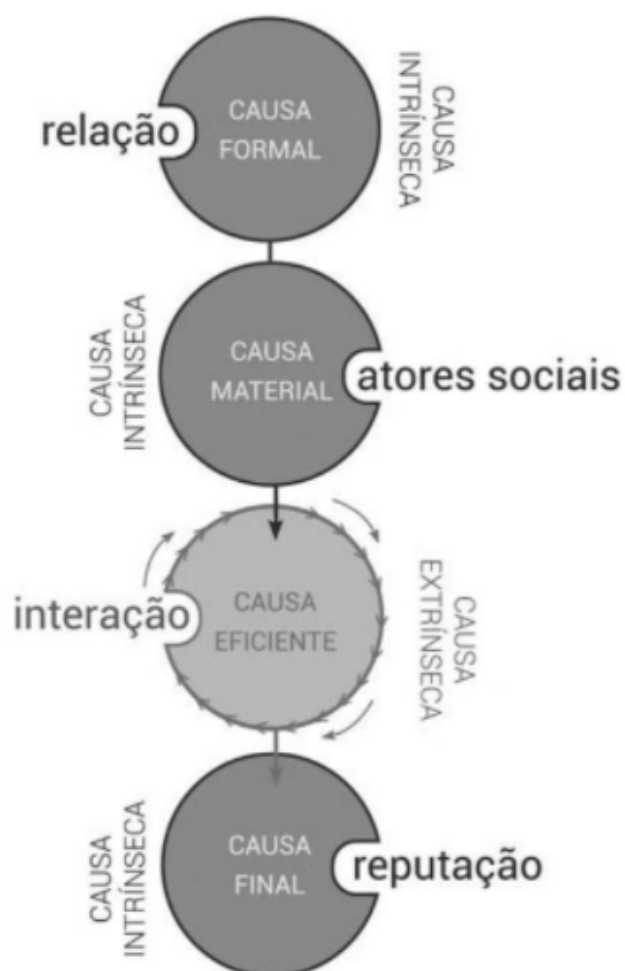 CAUSA
FORMAL
relação
CAUSA
INTRÍNSECA
CAUSA
INTRÍNSECA
CAUSA
MATERIAL
atores sociais
interação
CAUSA
EFICIENTE
CAUSA
EXTRÍNSECA
CAUSA
INTRÍNSECA
CAUSA
FINAL
reputação